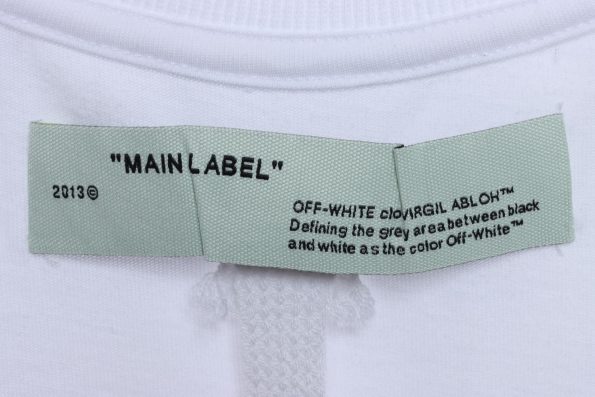 "MAIN LABEL"
2013©
OFF-WHITE c/oVIRGIL ABLOH™
Defining the grey area between black
and white as the color Off-White™